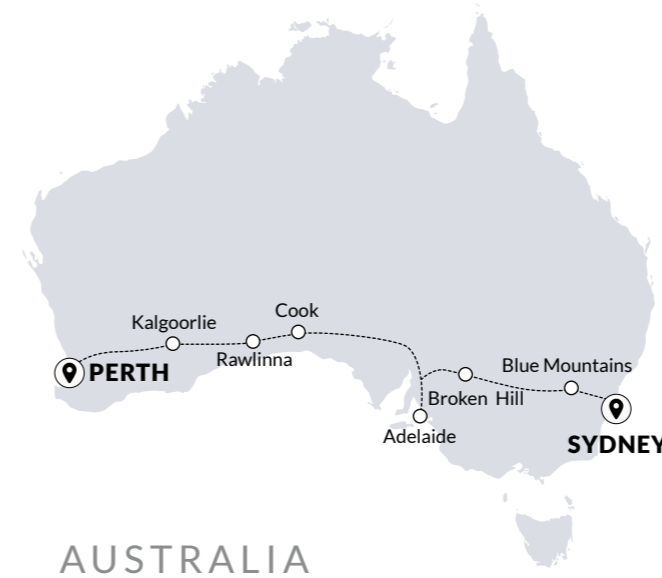 Cook
Kalgoorlie
Rawlinna
Blue Mountains
PERTH
Broken Hill
Adelaide
SYDNEY
AUSTRALIA